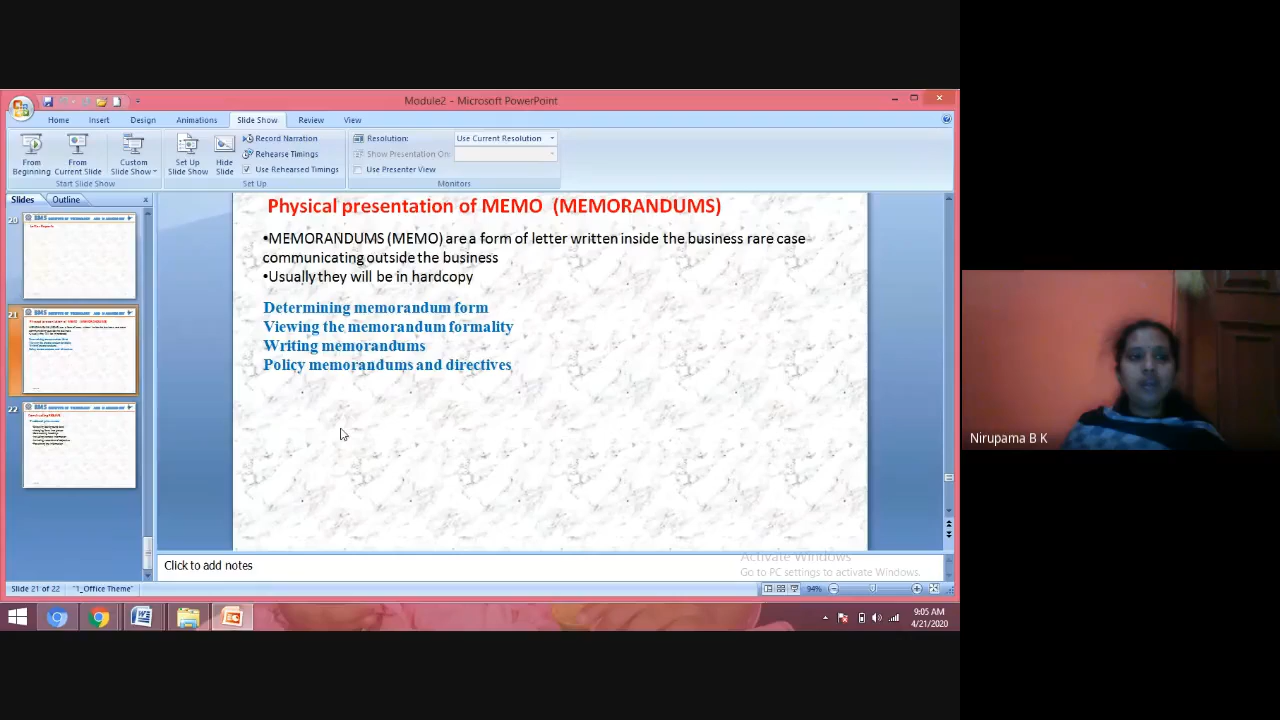 Module2 - Microsoft PowerPoint
Home Insert Design Animations Slide Show Review View
From Beginning
From Current Slide
Custom Slide Show
Start Slide Show
Set Up Slide Show
Hide Slide
Record Narration
Rehearse Timings
Use Rehearsed Timings
Set Up
Resolution: Use Current Resolution
Show Presentation On:
Use Presenter View
Monitors
Slides Outline
20
21
22
Physical presentation of MEMO (MEMORANDUMS)
•MEMORANDUMS (MEMO) are a form of letter written inside the business rare case
communicating outside the business
•Usually they will be in hardcopy
Determining memorandum form
Viewing the memorandum formality
Writing memorandums
Policy memorandums and directives
Nirupama B K
Click to add notes
Activate Windows
Go to PC settings to activate Windows.
Slide 21 of 22 "1_Office Theme" 94%
9:05 AM
4/21/2020